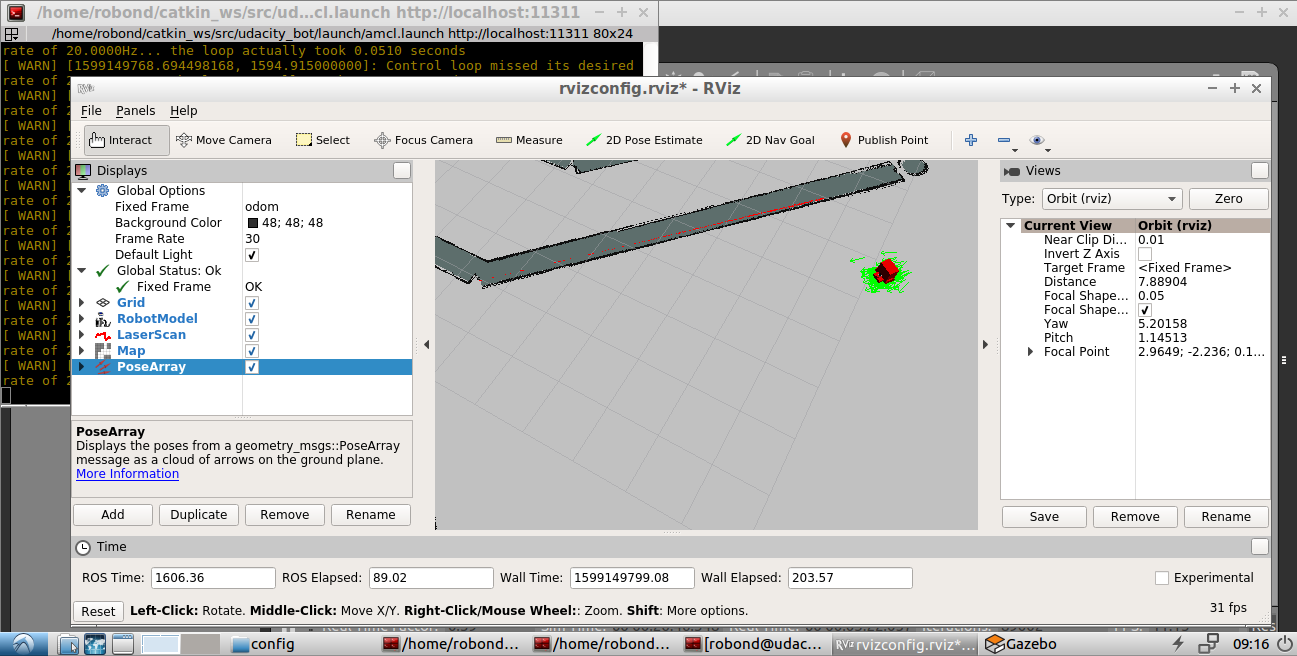 /home/robond/catkin_ws/src/ud...cl.launch http://localhost:11311
/home/robond/catkin_ws/src/udacity_bot/launch/amcl.launch http://localhost:11311 80x24
rate of 20.0000Hz... the loop actually took 0.0510 seconds
[ WARN] [1599149768.694498168, 1594.915000000]: Control loop missed its desired
rate of 2
[ WARN]
rate of 2
[ WARN]
rate of 2
[ WARN]
rate of 2
[ WARN]
rate of 2
[ WARN]
rate of 2
[ WARN]
rate of 2
[ WARN]
rate of 2
[ WARN]
rate of 2
[ WARN]
rate of 2
[ WARN]
rate of 2
rvizconfig.rviz* - RViz
File Panels Help
Interact Move Camera Select Focus Camera Measure 2D Pose Estimate 2D Nav Goal Publish Point
Displays
Global Options
Fixed Frame odom
Background Color 48; 48; 48
Frame Rate 30
Default Light
Global Status: Ok
Fixed Frame OK
Grid
RobotModel
LaserScan
Map
PoseArray
PoseArray
Displays the poses from a geometry_msgs::PoseArray
message as a cloud of arrows on the ground plane.
More Information
Add Duplicate Remove Rename
Views
Type: Orbit (rviz) Zero
Current View Orbit (rviz)
Near Clip Di... 0.01
Invert Z Axis
Target Frame <Fixed Frame>
Distance 7.88904
Focal Shape... 0.05
Focal Shape...
Yaw 5.20158
Pitch 1.14513
Focal Point 2.9649; -2.236; 0.1...
Save Remove Rename
Time
ROS Time: 1606.36 ROS Elapsed: 89.02 Wall Time: 1599149799.08 Wall Elapsed: 203.57 Experimental
Reset Left-Click: Rotate. Middle-Click: Move X/Y. Right-Click/Mouse Wheel:: Zoom. Shift: More options. 31 fps
config /home/robond... /home/robond... [robond@udac... RViz rvizconfig.rviz*... Gazebo 09:16